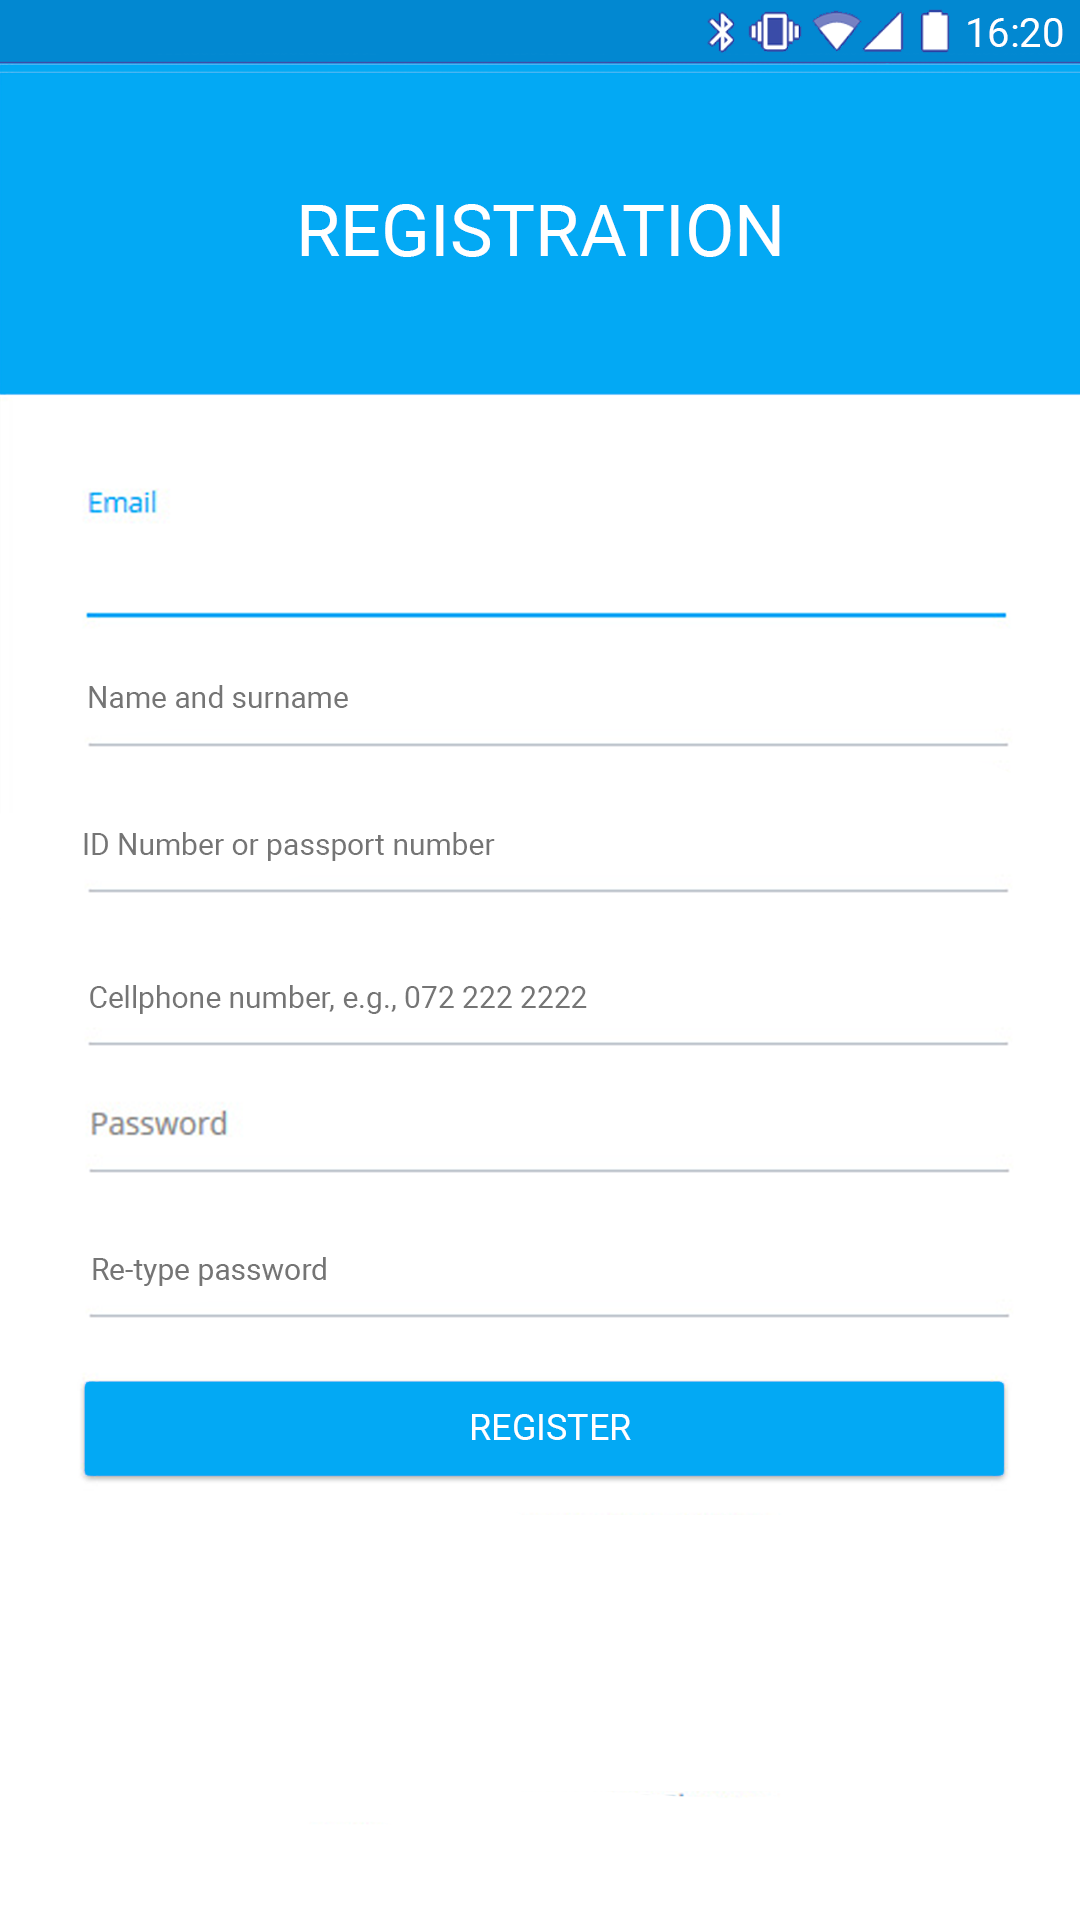 16:20
REGISTRATION
Email
Name and surname
ID Number or passport number
Cellphone number, e.g., 072 222 2222
Password
Re-type password
REGISTER